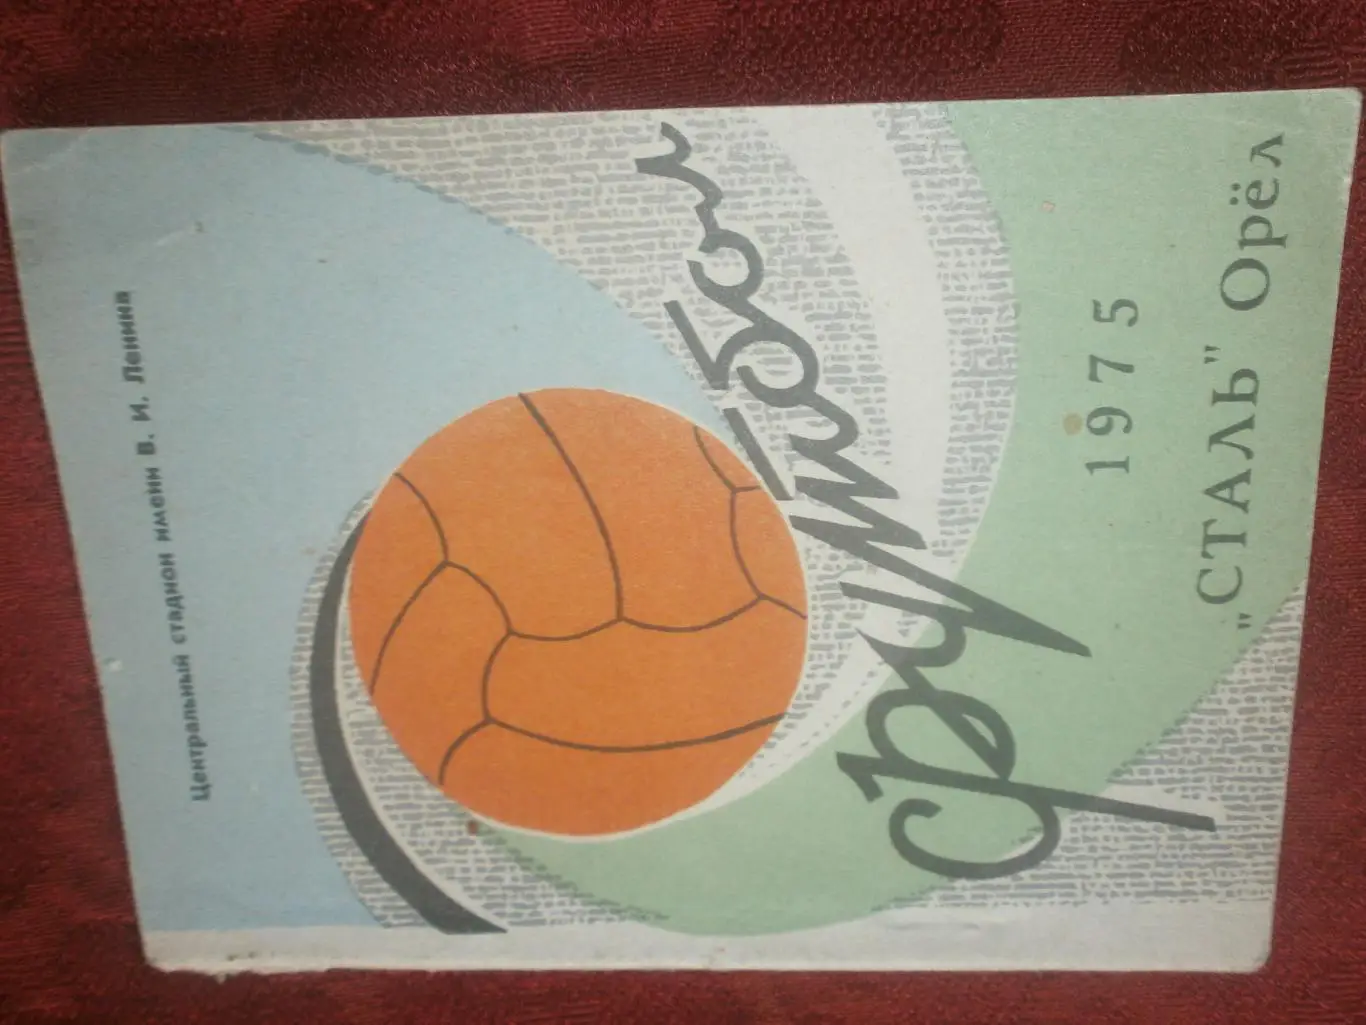 Центральный стадион имени В. И. Ленина
футбол
1975
"СТАЛЬ" Орёл